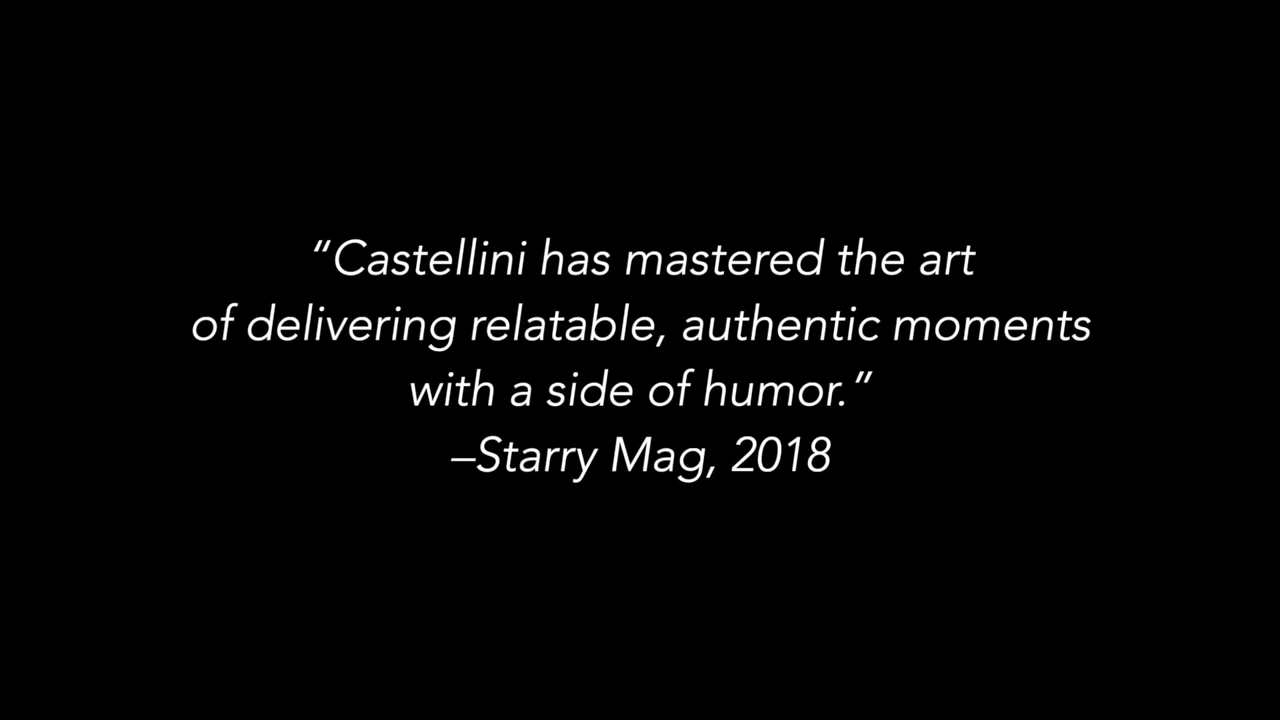 “Castellini has mastered the art
of delivering relatable, authentic moments
with a side of humor.”
–Starry Mag, 2018